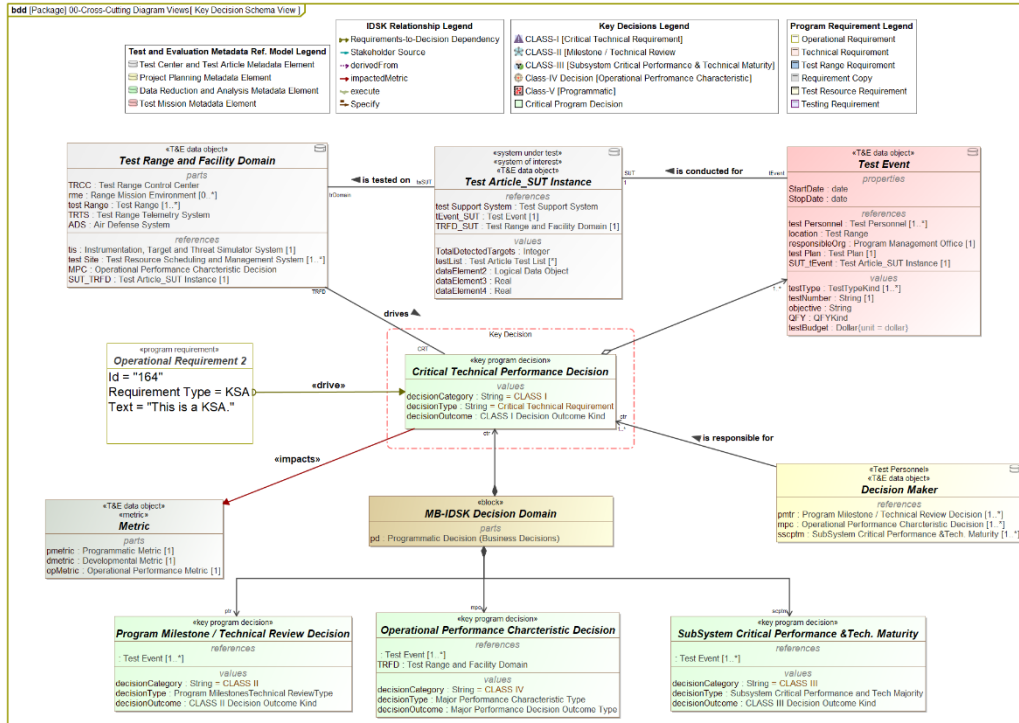 bdd [Package] 00-Cross-Cutting Diagram Views[ Key Decision Schema View ]
Test and Evaluation Metadata Ref. Model Legend
Test Center and Test Article Metadata Element
Project Planning Metadata Element
Data Reduction and Analysis Metadata Element
Test Mission Metadata Element
IDSK Relationship Legend
Requirements-to-Decision Dependency
Stakeholder Source
derivedFrom
impactedMetric
execute
Specify
Key Decisions Legend
CLASS-I [Critical Technical Requirement]
CLASS-II [Milestone / Technical Review
CLASS-III [Subsystem Critical Performance & Technical Maturity]
Class-IV Decision [Operational Perfromance Characteristic]
Class-V [Programmatic]
Critical Program Decision
Program Requirement Legend
Operational Requirement
Technical Requirement
Test Range Requirement
Requirement Copy
Test Resource Requirement
Testing Requirement
«T&E data object»
Test Range and Facility Domain
parts
TRCC : Test Range Control Center
rme : Range Mission Environment [0..*]
test Range : Test Range [1..*]
TRTS : Test Range Telemetry System
ADS : Air Defense System
references
tis : Instrumentation, Target and Threat Simulator System [1]
test Site : Test Resource Scheduling and Management System [1..*]
MPC : Operational Performance Charcteristic Decision
SUT_TRFD : Test Article_SUT Instance [1]
is tested on
tsSUT
«system under test»
«system of interest»
«T&E data object»
Test Article_SUT Instance
references
test Support System : Test Support System
tEvent_SUT : Test Event [1]
TRFD_SUT : Test Range and Facility Domain [1]
values
TotalDetectedTargets : Integer
testList : Test Article Test List [*]
dataElement2 : Logical Data Object
dataElement3 : Real
dataElement4 : Real
SUT
1
is conducted for
tEvent
«T&E data object»
Test Event
properties
StartDate : date
StopDate : date
references
test Personnel : Test Personnel [1..*]
location : Test Range
responsibleOrg : Program Management Office [1]
test Plan : Test Plan [1]
SUT_tEvent : Test Article_SUT Instance [1]
values
testType : TestTypeKind [1..*]
testNumber : String [1]
objective : String
QFY : QFYKind
testBudget : Dollar{unit = dollar}
1..*
TRFD
drives
CRT
Key Decision
«program requirement»
Operational Requirement 2
Id = "164"
Requirement Type = KSA
Text = "This is a KSA."
«drive»
«key program decision»
Critical Technical Performance Decision
values
decisionCategory : String = CLASS I
decisionType : String = Critical Technical Requirement
decisionOutcome : CLASS I Decision Outcome Kind
ctr
ctr
1..*
is responsible for
«impacts»
«Test Personnel»
«T&E data object»
Decision Maker
references
pmtr : Program Milestone / Technical Review Decision [1..*]
mpc : Operational Performance Charcteristic Decision [1..*]
sscptm : SubSystem Critical Performance &Tech. Maturity [1..*]
«T&E data object»
«metric»
Metric
parts
pmetric : Programmatic Metric [1]
dmetric : Developmental Metric [1]
opMetric : Operational Performance Metric [1]
«block»
MB-IDSK Decision Domain
parts
pd : Programmatic Decision (Business Decisions)
ptr
scptm
«key program decision»
Program Milestone / Technical Review Decision
references
: Test Event [1..*]
values
decisionCategory : String = CLASS II
decisionType : Program MilestonesTechnical ReviewType
decisionOutcome : CLASS II Decision Outcome Kind
«key program decision»
Operational Performance Charcteristic Decision
references
: Test Event [1..*]
TRFD : Test Range and Facility Domain
values
decisionCategory : String = CLASS IV
decisionType : Major Performance Characteristic Type
decisionOutcome : Major Performance Decision Outcome Type
«key program decision»
SubSystem Critical Performance &Tech. Maturity
references
: Test Event [1..*]
values
decisionCategory : String = CLASS III
decisionType : Subsystem Critical Performance and Tech Majority
decisionOutcome : CLASS III Decision Outcome Kind